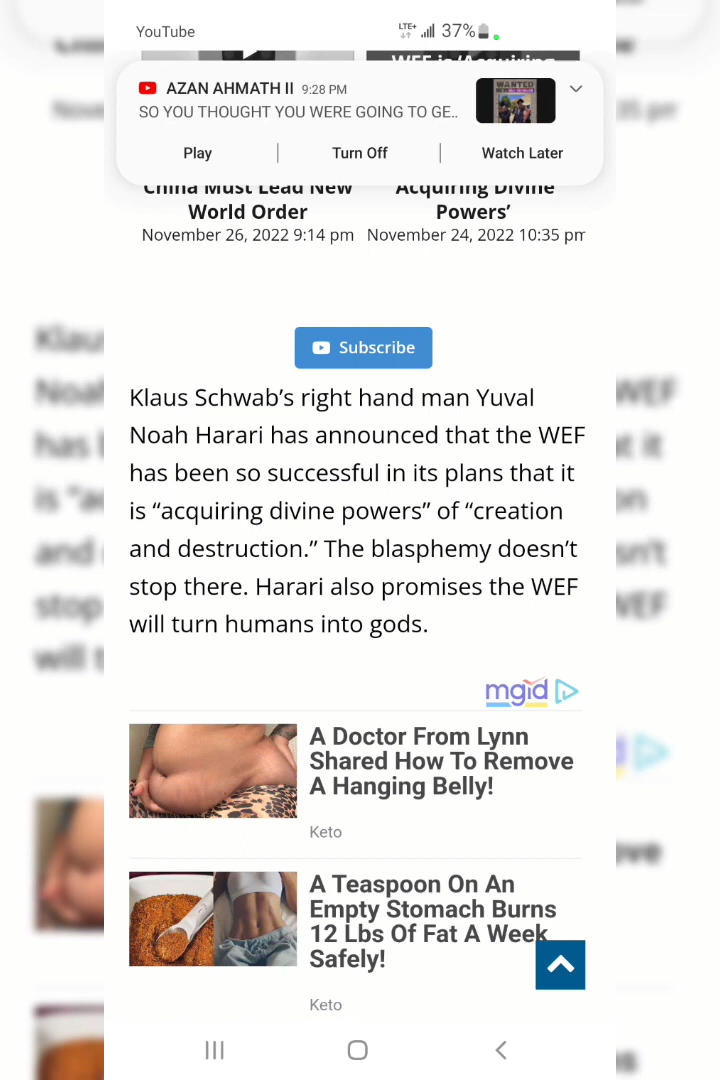 YouTube
LTE+
37%
WEF is 'Acquiring
AZAN AHMATH II 9:28 PM
SO YOU THOUGHT YOU WERE GOING TO GE..
WANTED
Play
Turn Off
Watch Later
China Must Lead New
World Order
November 26, 2022 9:14 pm
Acquiring Divine
Powers’
November 24, 2022 10:35 pm
Subscribe
Klaus Schwab’s right hand man Yuval
Noah Harari has announced that the WEF
has been so successful in its plans that it
is “acquiring divine powers” of “creation
and destruction.” The blasphemy doesn’t
stop there. Harari also promises the WEF
will turn humans into gods.
mgid
A Doctor From Lynn
Shared How To Remove
A Hanging Belly!
Keto
A Teaspoon On An
Empty Stomach Burns
12 Lbs Of Fat A Week
Safely!
Keto